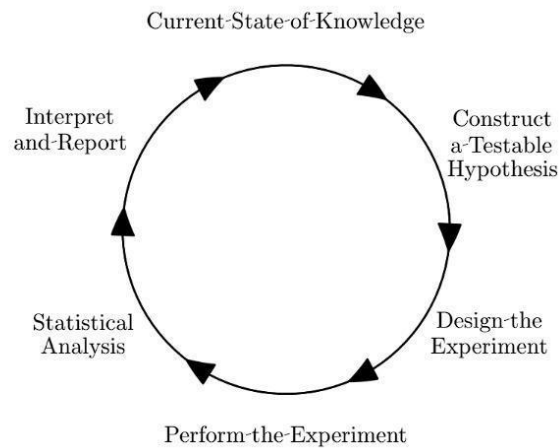 Current-State-of-Knowledge
Interpret
and-Report
Construct
a-Testable
Hypothesis
Statistical
Analysis
Design-the
Experiment
Perform-the-Experiment